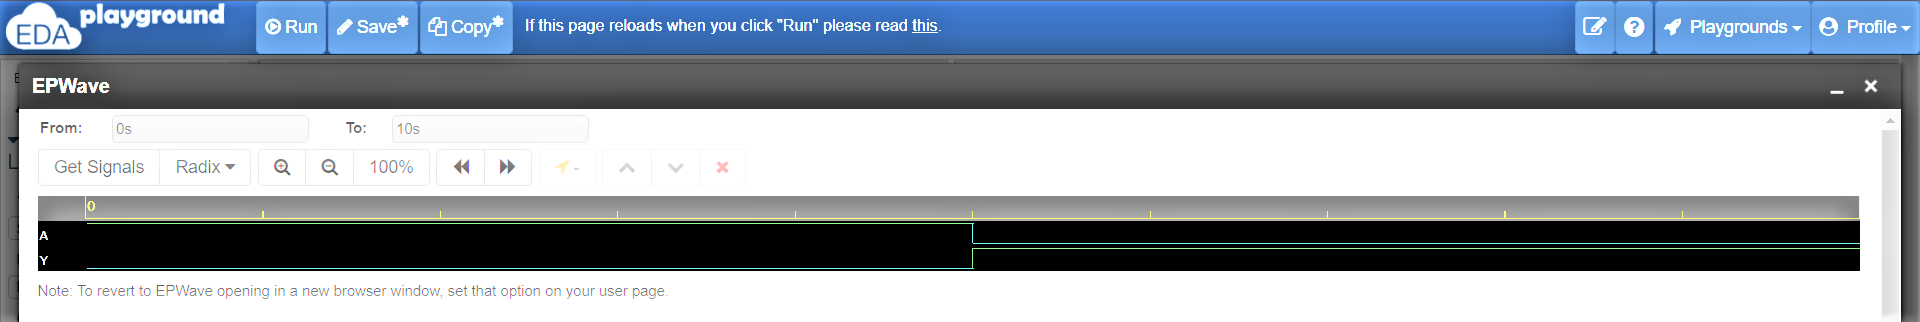 EDA playground
Run Save* Copy* If this page reloads when you click "Run" please read this. Playgrounds Profile
EPWave
From: 0s To: 10s
Get Signals Radix 100% -
0
A
Y
Note: To revert to EPWave opening in a new browser window, set that option on your user page.